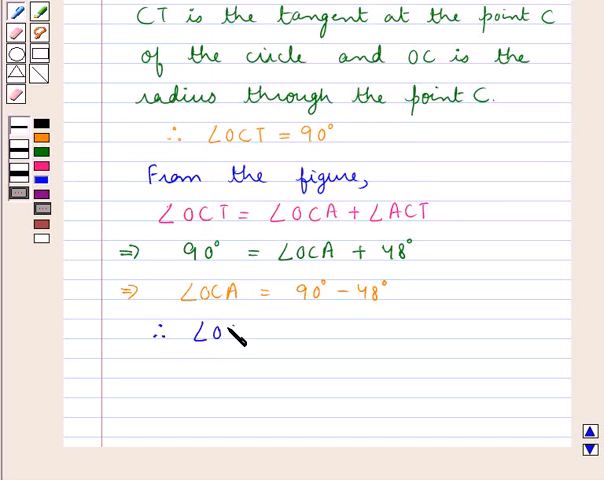 CT is the tangent at the point C
of the circle and OC is the
radius through the point C.
∴ ∠OCT = 90°
From the figure,
∠OCT = ∠OCA + ∠ACT
⇒ 90° = ∠OCA + 48°
⇒ ∠OCA = 90° - 48°
∴ ∠O